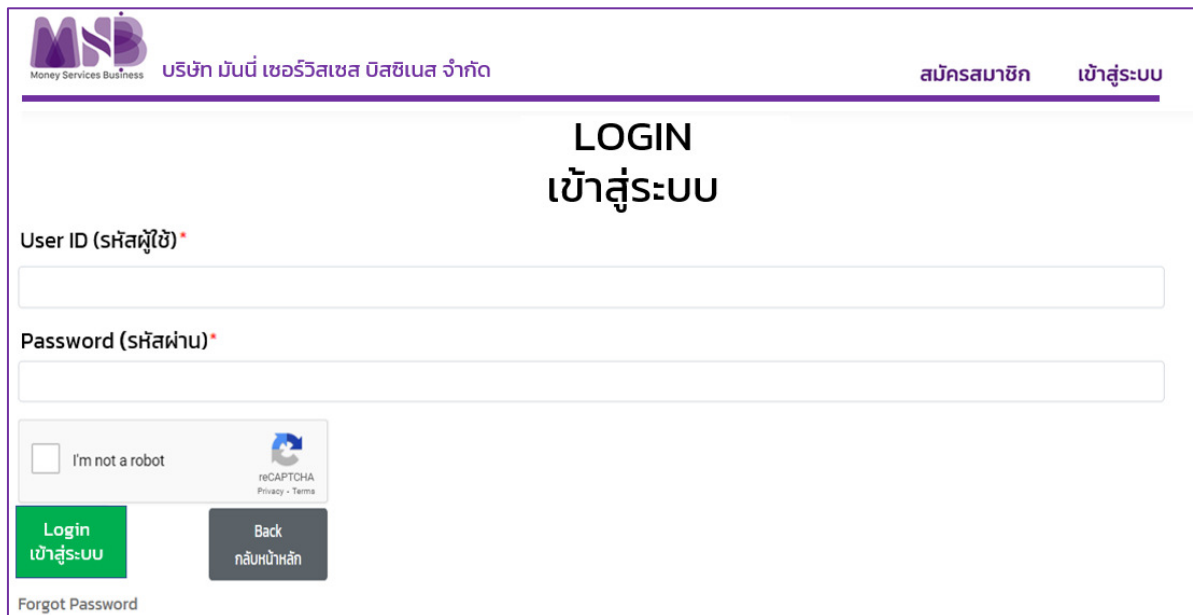 MSB
Money Services Business
บริษัท มันนี่ เซอร์วิสเซส บิสซิเนส จำกัด
สมัครสมาชิก เข้าสู่ระบบ
LOGIN
เข้าสู่ระบบ
User ID (รหัสผู้ใช้)*
Password (รหัสผ่าน)*
I'm not a robot
reCAPTCHA
Privacy - Terms
Login
เข้าสู่ระบบ
Back
กลับหน้าหลัก
Forgot Password